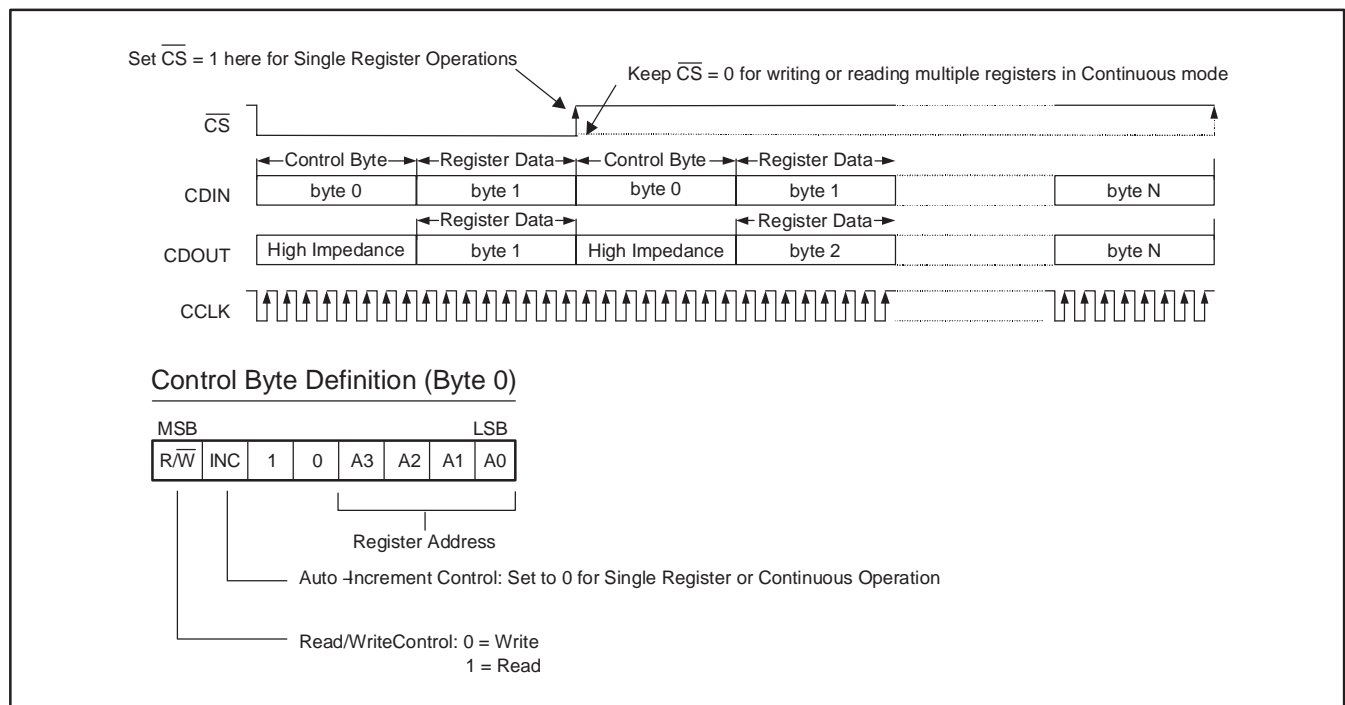 Set C̅S̅ = 1 here for Single Register Operations
Keep C̅S̅ = 0 for writing or reading multiple registers in Continuous mode
C̅S̅
Control Byte Register Data Control Byte Register Data
CDIN byte 0 byte 1 byte 0 byte 1 byte N
Register Data Register Data
CDOUT High Impedance byte 1 High Impedance byte 2 byte N
CCLK
Control Byte Definition (Byte 0)
MSB LSB
R/W̅ INC 1 0 A3 A2 A1 A0
Register Address
Auto -Increment Control: Set to 0 for Single Register or Continuous Operation
Read/WriteControl: 0 = Write
1 = Read